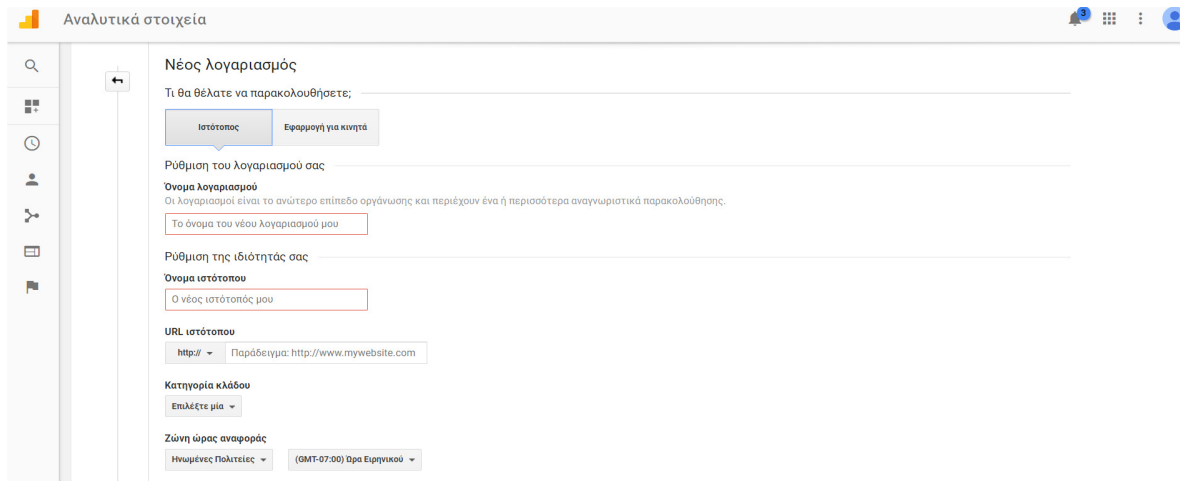 Αναλυτικά στοιχεία
3
Νέος λογαριασμός
Τι θα θέλατε να παρακολουθήσετε;
Ιστότοπος Εφαρμογή για κινητά
Ρύθμιση του λογαριασμού σας
Όνομα λογαριασμού
Οι λογαριασμοί είναι το ανώτερο επίπεδο οργάνωσης και περιέχουν ένα ή περισσότερα αναγνωριστικά παρακολούθησης.
Το όνομα του νέου λογαριασμού μου
Ρύθμιση της ιδιότητάς σας
Όνομα ιστότοπου
Ο νέος ιστότοπός μου
URL ιστότοπου
http:// Παράδειγμα: http://www.mywebsite.com
Κατηγορία κλάδου
Επιλέξτε μία
Ζώνη ώρας αναφοράς
Ηνωμένες Πολιτείες (GMT-07:00) Ώρα Ειρηνικού